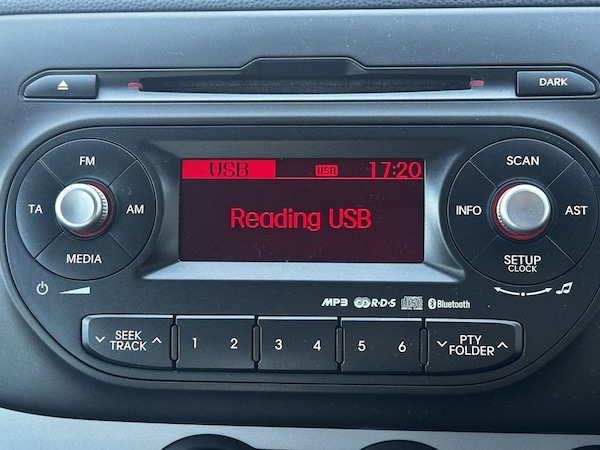 DARK
USB USB 17:20
Reading USB
FM
TA AM
MEDIA
SCAN
INFO AST
SETUP
CLOCK
MP3 R·D·S disc Bluetooth
SEEK
TRACK
1 2 3 4 5 6
PTY
FOLDER